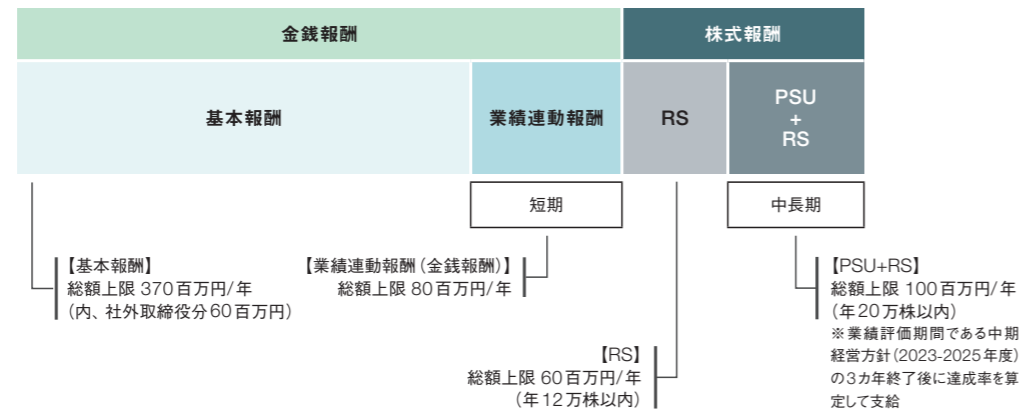 金銭報酬
株式報酬
基本報酬
業績連動報酬
RS
PSU
+
RS
短期
中長期
【基本報酬】
総額上限 370百万円/年
（内、社外取締役分60百万円）
【業績連動報酬（金銭報酬）】
総額上限 80百万円/年
【RS】
総額上限 60百万円/年
（年12万株以内）
【PSU+RS】
総額上限 100百万円/年
（年20万株以内）
※業績評価期間である中期
経営方針（2023-2025年度）
の3カ年終了後に達成率を算
定して支給